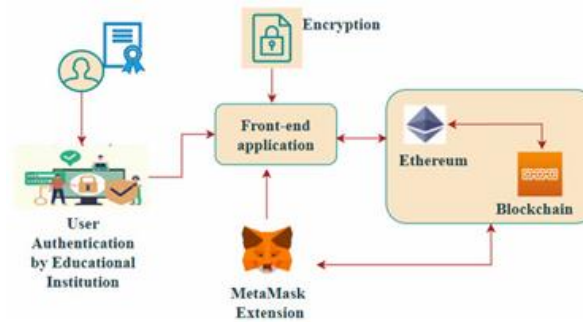 Encryption
Front-end
application
Ethereum
Blockchain
User
Authentication
by Educational
Institution
MetaMask
Extension